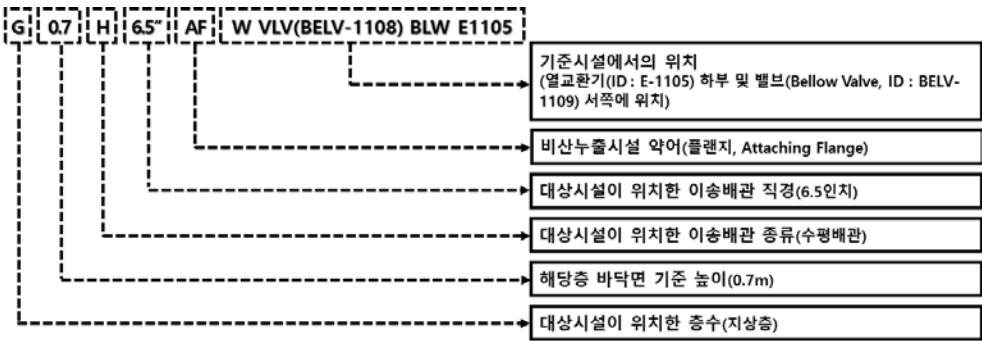 G 0.7 H 6.5" AF W VLV(BELV-1108) BLW E1105
기준시설에서의 위치
(열교환기(ID : E-1105) 하부 및 밸브(Bellow Valve, ID : BELV-
1109) 서쪽에 위치)
비산누출시설 약어(플랜지, Attaching Flange)
대상시설이 위치한 이송배관 직경(6.5인치)
대상시설이 위치한 이송배관 종류(수평배관)
해당층 바닥면 기준 높이(0.7m)
대상시설이 위치한 층수(지상층)